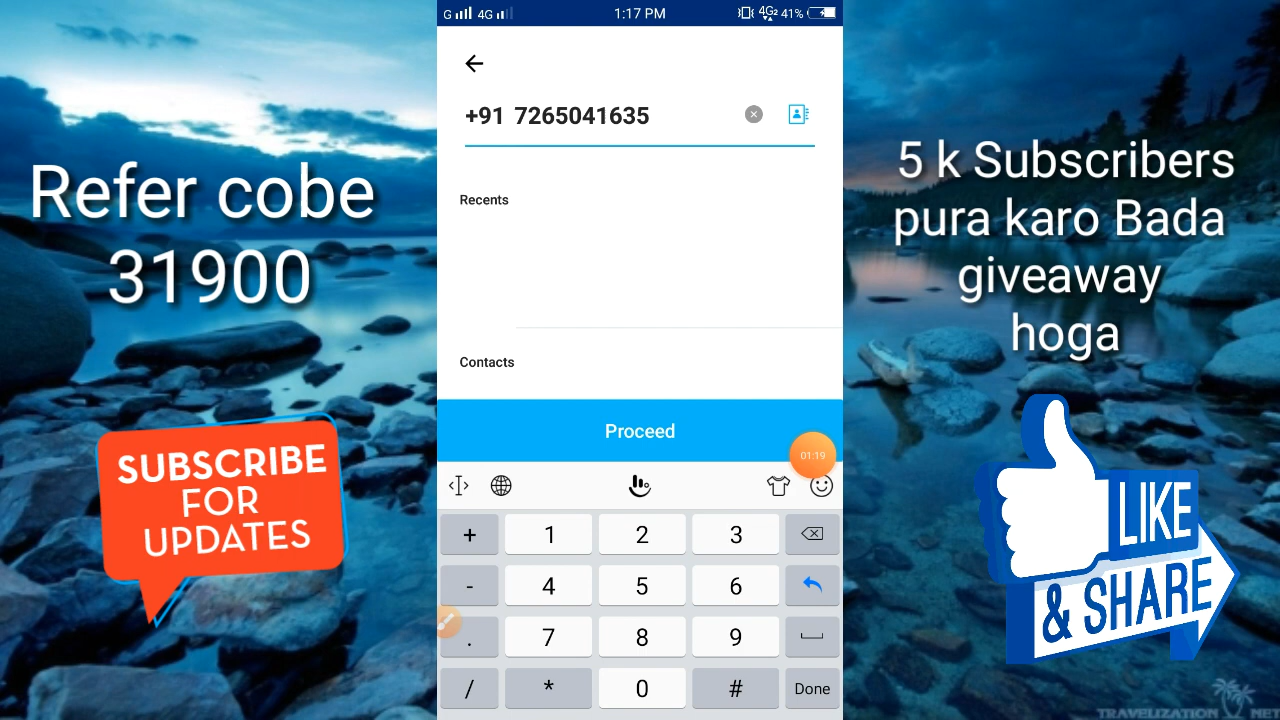 Refer cobe
31900
SUBSCRIBE
FOR
UPDATES
G 4G 1:17 PM 4G2 41%
+91 7265041635
Recents
Contacts
Proceed
01:19
+ 1 2 3
- 4 5 6
. 7 8 9
/ * 0 # Done
5 k Subscribers
pura karo Bada
giveaway
hoga
LIKE
& SHARE
TRAVELIZATION NET